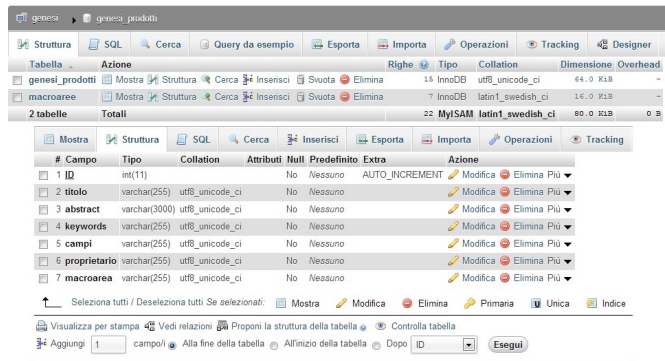 genesi genesi_prodotti
Struttura SQL Cerca Query da esempio Esporta Importa Operazioni Tracking Designer
Tabella Azione Righe Tipo Collation Dimensione Overhead
genesi_prodotti Mostra Struttura Cerca Inserisci Svuota Elimina 15 InnoDB utf8_unicode_ci 64.0 KiB -
macroaree Mostra Struttura Cerca Inserisci Svuota Elimina 7 InnoDB latin1_swedish_ci 16.0 KiB -
2 tabelle Totali 22 MyISAM latin1_swedish_ci 80.0 KiB 0 B
Mostra Struttura SQL Cerca Inserisci Esporta Importa Operazioni Tracking
# Campo Tipo Collation Attributi Null Predefinito Extra Azione
1 ID int(11) No Nessuno AUTO_INCREMENT Modifica Elimina Più
2 titolo varchar(255) utf8_unicode_ci No Nessuno Modifica Elimina Più
3 abstract varchar(3000) utf8_unicode_ci No Nessuno Modifica Elimina Più
4 keywords varchar(255) utf8_unicode_ci No Nessuno Modifica Elimina Più
5 campi varchar(255) utf8_unicode_ci No Nessuno Modifica Elimina Più
6 proprietario varchar(255) utf8_unicode_ci No Nessuno Modifica Elimina Più
7 macroarea varchar(255) utf8_unicode_ci No Nessuno Modifica Elimina Più
Seleziona tutti / Deseleziona tutti Se selezionati: Mostra Modifica Elimina Primaria U Unica Indice
Visualizza per stampa Vedi relazioni Proponi la struttura della tabella Controlla tabella
Aggiungi 1 campo/i Alla fine della tabella All'inizio della tabella Dopo ID Esegui